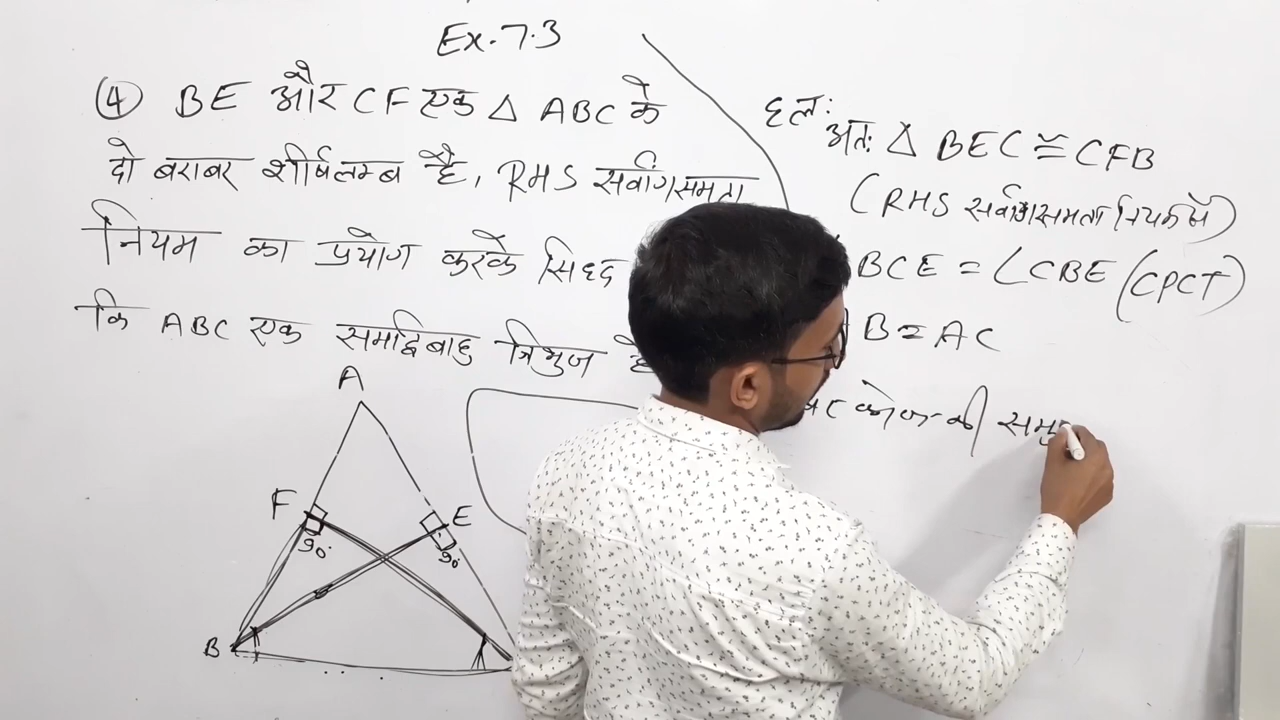 Ex. 7.3
④ BE और CF एक △ ABC के
दो बराबर शीर्षलम्ब है, RHS सर्वांगसमता
नियम का प्रयोग करके सिध्द
कि ABC एक समद्विबाहु त्रिभुज
हल:
अतः △ BEC ≅ CFB
(RHS सर्वांगसमता नियम से)
BCE = ∠CBE (CPCT)
B = AC
कोण की
A
F
E
90°
90°
B